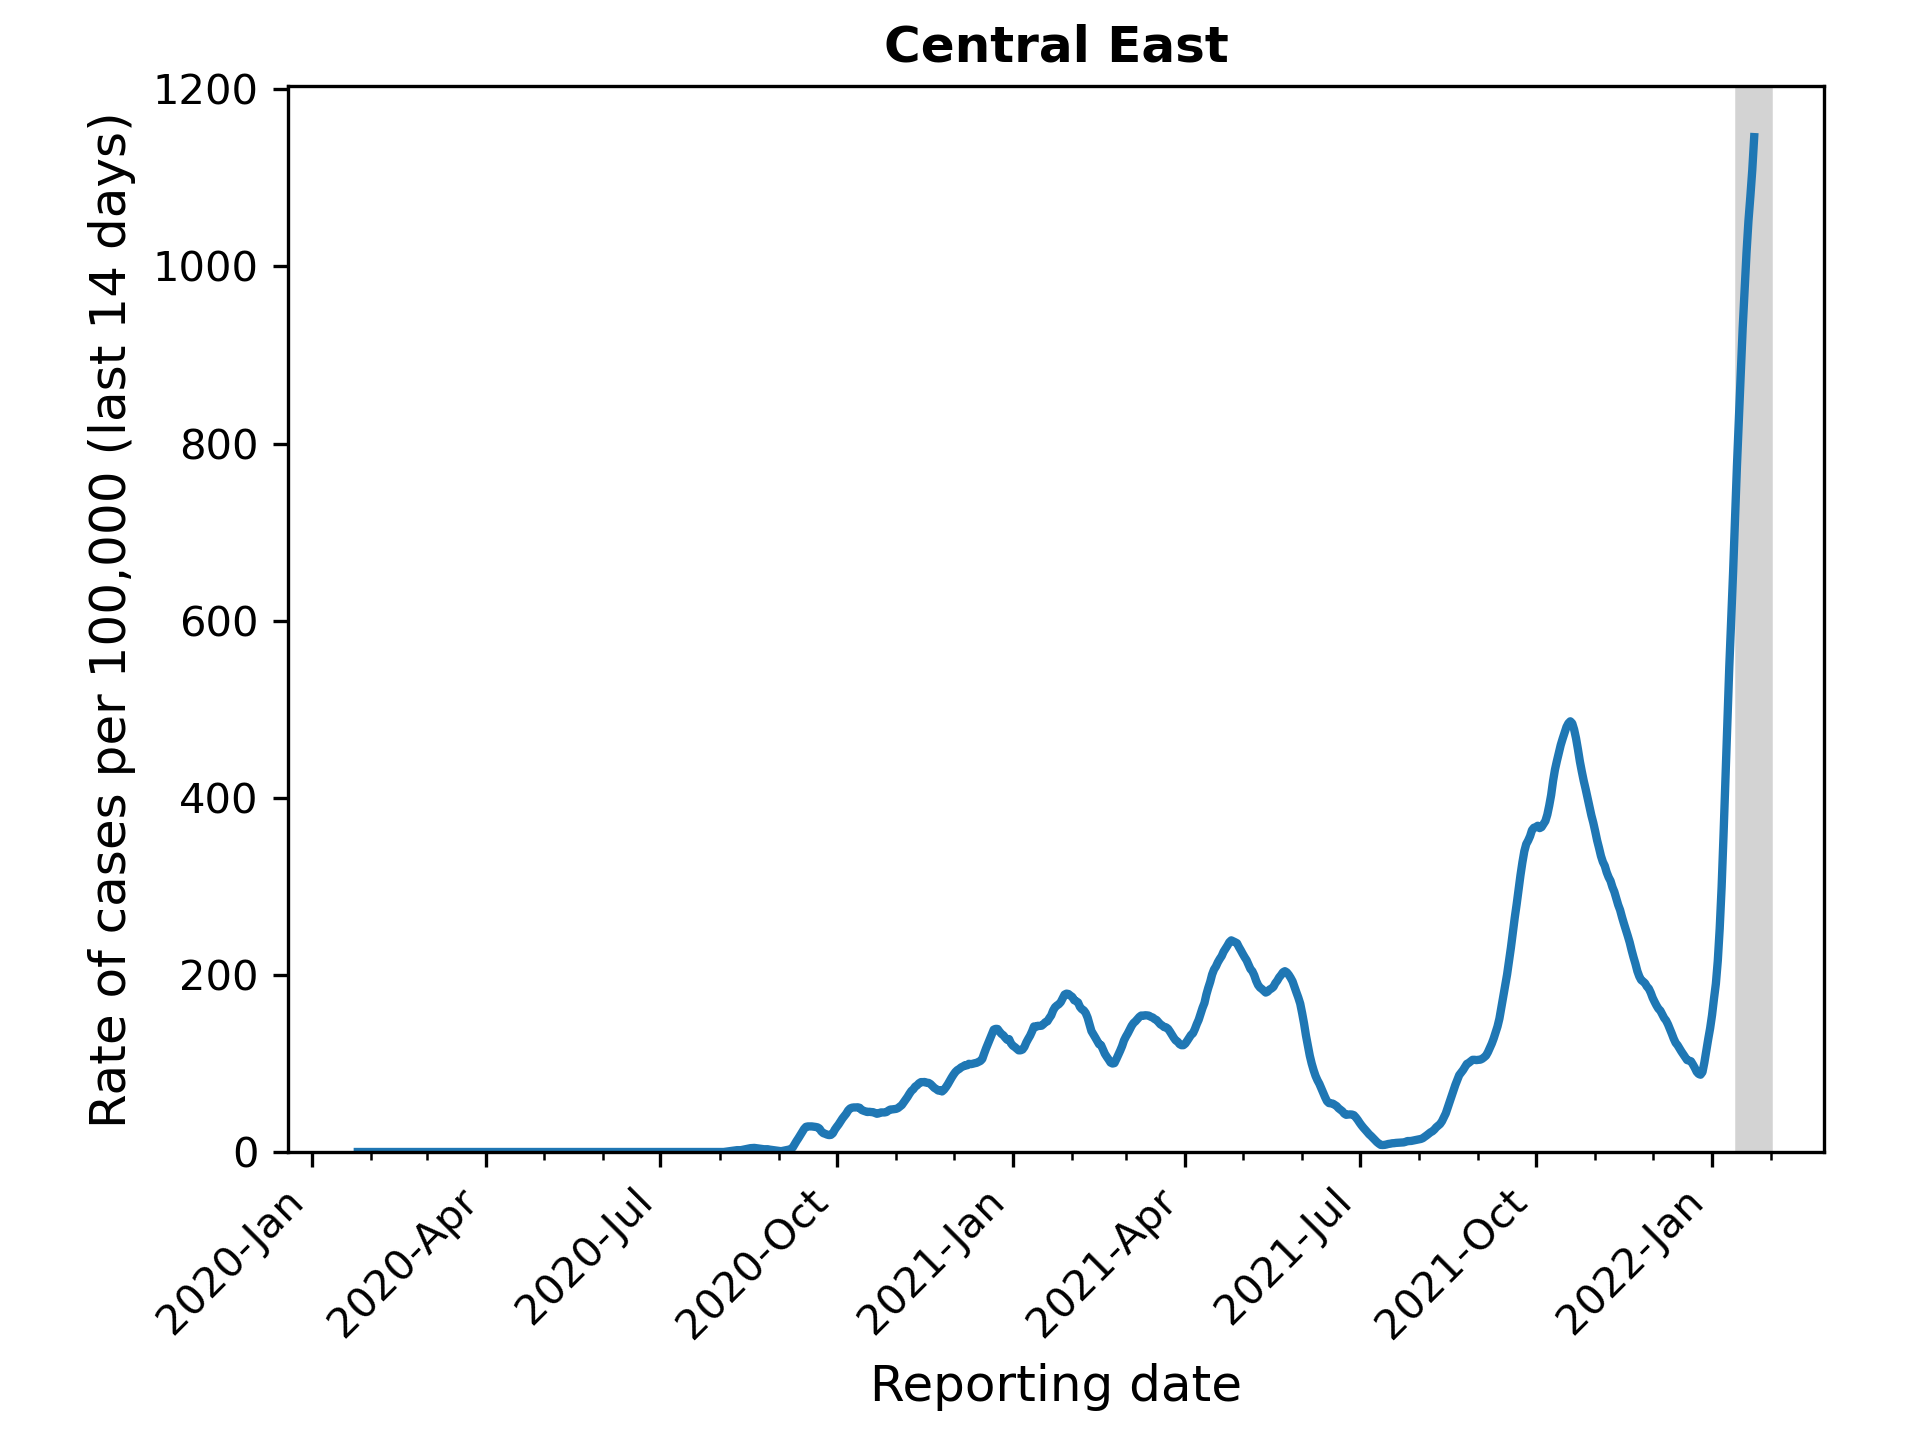 Central East
Rate of cases per 100,000 (last 14 days)
1200
1000
800
600
400
200
0
2020-Jan
2020-Apr
2020-Jul
2020-Oct
2021-Jan
2021-Apr
2021-Jul
2021-Oct
2022-Jan
Reporting date